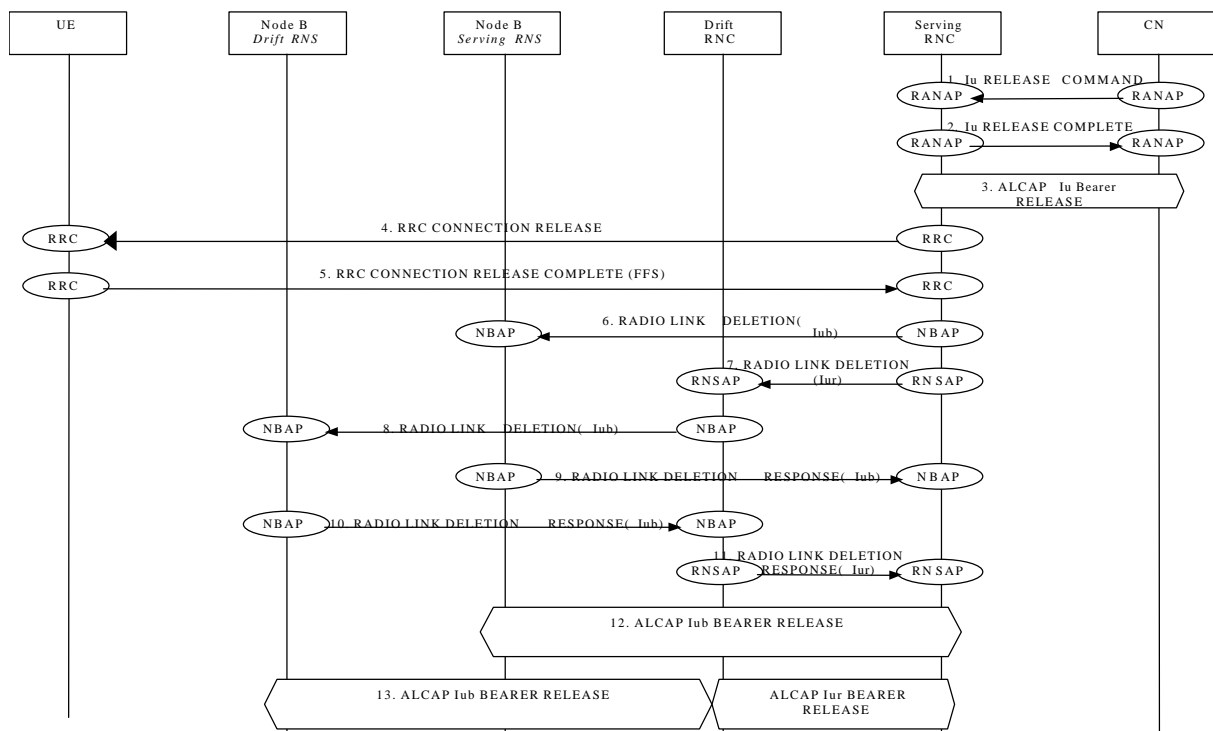 UE
Node B
Drift RNS
Node B
Serving RNS
Drift
RNC
Serving
RNC
CN
1. Iu RELEASE COMMAND
RANAP RANAP
2. Iu RELEASE COMPLETE
RANAP RANAP
3. ALCAP Iu Bearer
RELEASE
4. RRC CONNECTION RELEASE
RRC RRC
5. RRC CONNECTION RELEASE COMPLETE (FFS)
RRC RRC
6. RADIO LINK DELETION(
Iub)
NBAP NBAP
7. RADIO LINK DELETION
(Iur)
RNSAP RNSAP
NBAP 8. RADIO LINK DELETION( Iub) NBAP
NBAP 9. RADIO LINK DELETION RESPONSE( Iub) NBAP
NBAP 10. RADIO LINK DELETION RESPONSE( Iub) NBAP
11. RADIO LINK DELETION
RNSAP RESPONSE( Iur) RNSAP
12. ALCAP Iub BEARER RELEASE
13. ALCAP Iub BEARER RELEASE
ALCAP Iur BEARER
RELEASE